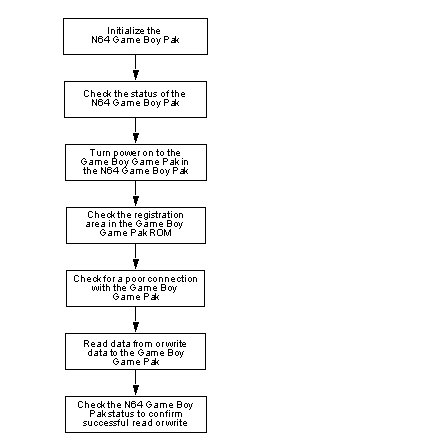 Initialize the
N64 Game Boy Pak
Check the status of the
N64 Game Boy Pak
Turn power on to the
Game Boy Game Pak in
the N64 Game Boy Pak
Check the registration
area in the Game Boy
Game Pak ROM
Check for a poor connection
with the Game Boy
Game Pak
Read data from or write
data to the Game Boy
Game Pak
Check the N64 Game Boy
Pak status to confirm
successful read or write